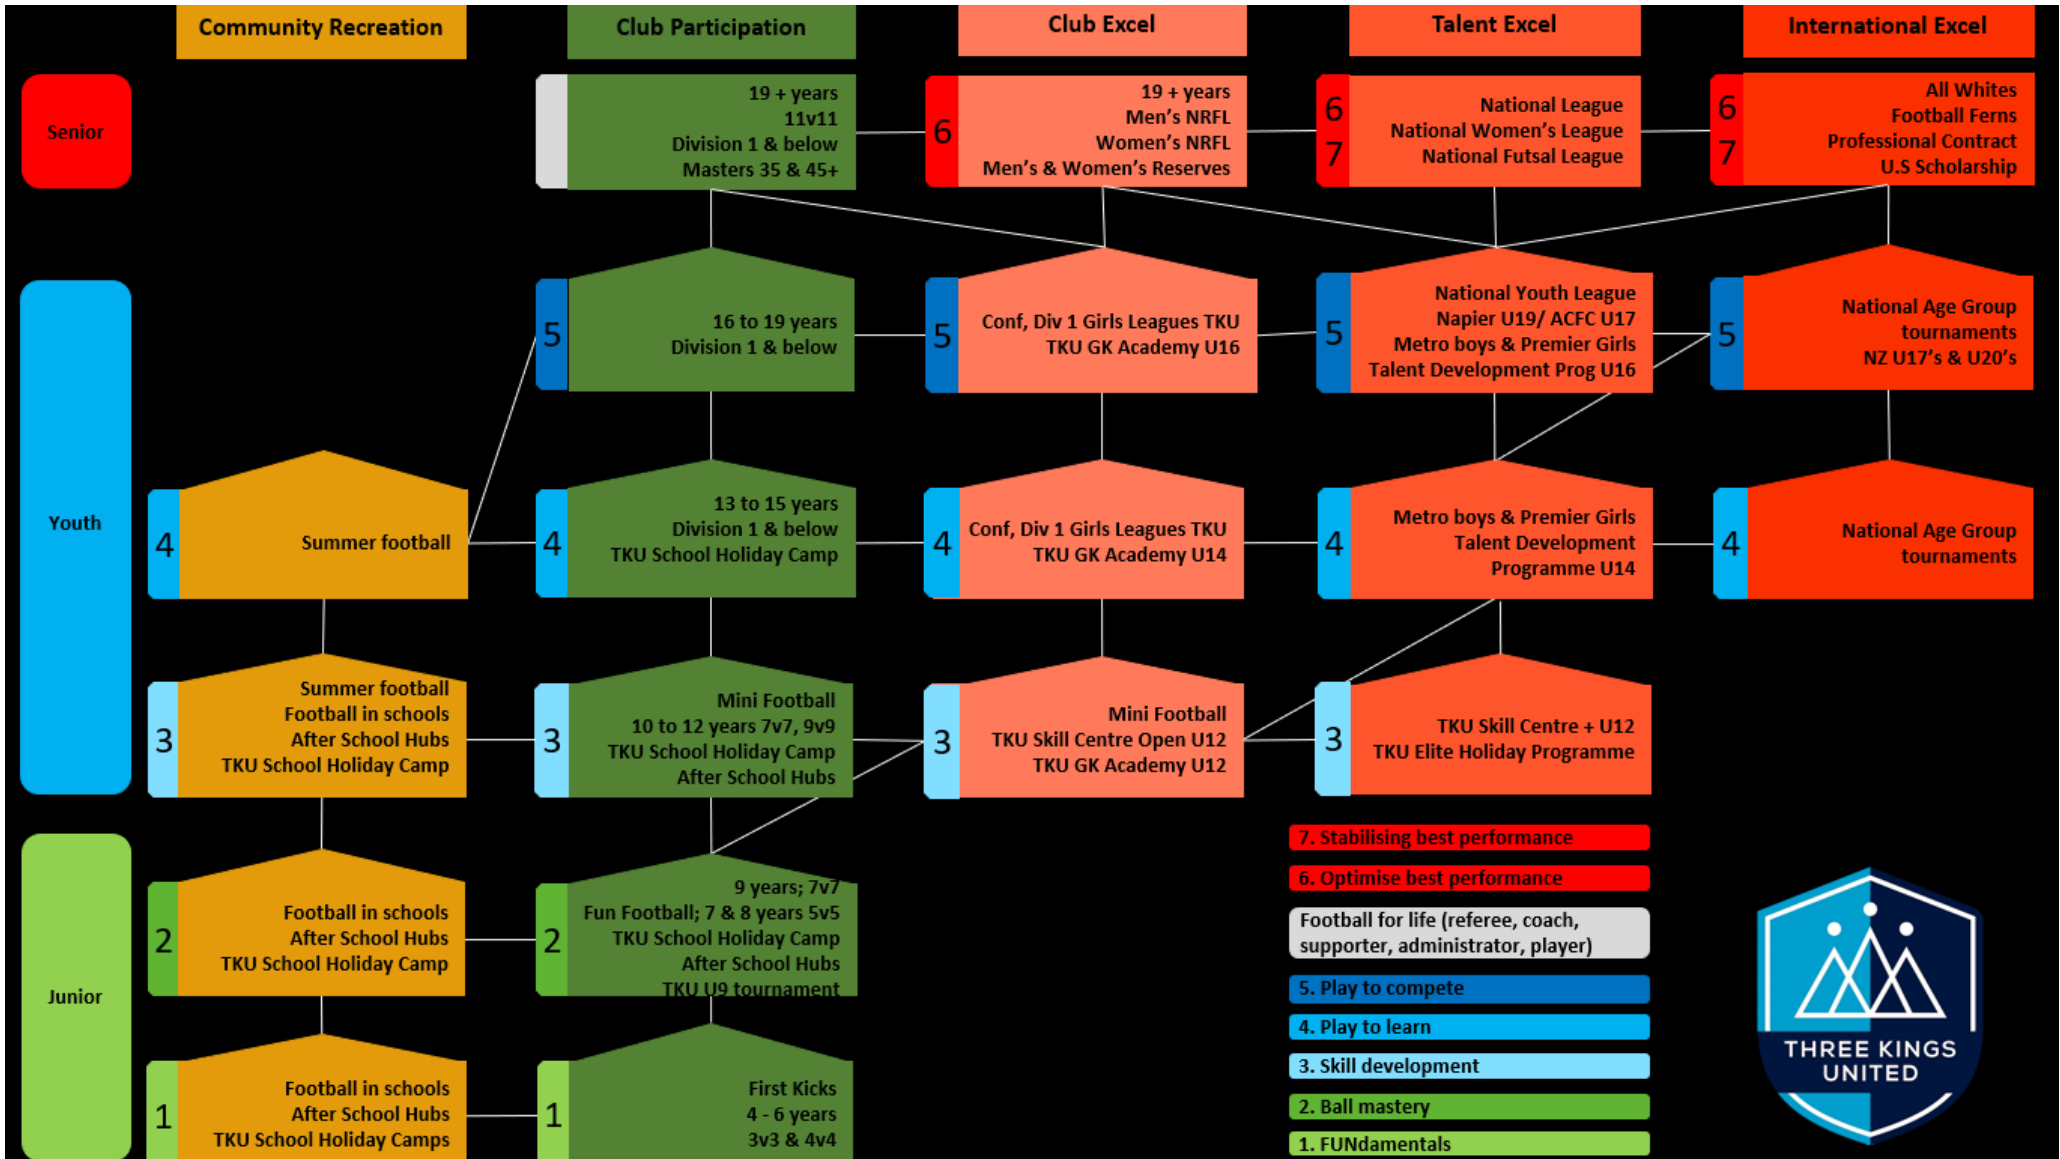 Community Recreation
Club Participation
Club Excel
Talent Excel
International Excel
Senior
19 + years
11v11
Division 1 & below
Masters 35 & 45+
6
19 + years
Men's NRFL
Women's NRFL
Men's & Women's Reserves
6
7
National League
National Women's League
National Futsal League
6
7
All Whites
Football Ferns
Professional Contract
U.S Scholarship
Youth
5
16 to 19 years
Division 1 & below
5
Conf, Div 1 Girls Leagues TKU
TKU GK Academy U16
5
National Youth League
Napier U19/ ACFC U17
Metro boys & Premier Girls
Talent Development Prog U16
5
National Age Group
tournaments
NZ U17's & U20's
4
Summer football
4
13 to 15 years
Division 1 & below
TKU School Holiday Camp
4
Conf, Div 1 Girls Leagues TKU
TKU GK Academy U14
4
Metro boys & Premier Girls
Talent Development
Programme U14
4
National Age Group
tournaments
3
Summer football
Football in schools
After School Hubs
TKU School Holiday Camp
3
Mini Football
10 to 12 years 7v7, 9v9
TKU School Holiday Camp
After School Hubs
3
Mini Football
TKU Skill Centre Open U12
TKU GK Academy U12
3
TKU Skill Centre + U12
TKU Elite Holiday Programme
Junior
2
Football in schools
After School Hubs
TKU School Holiday Camp
2
9 years; 7v7
Fun Football; 7 & 8 years 5v5
TKU School Holiday Camp
After School Hubs
TKU U9 tournament
1
Football in schools
After School Hubs
TKU School Holiday Camps
1
First Kicks
4 - 6 years
3v3 & 4v4
7. Stabilising best performance
6. Optimise best performance
Football for life (referee, coach,
supporter, administrator, player)
5. Play to compete
4. Play to learn
3. Skill development
2. Ball mastery
1. FUNdamentals
THREE KINGS
UNITED